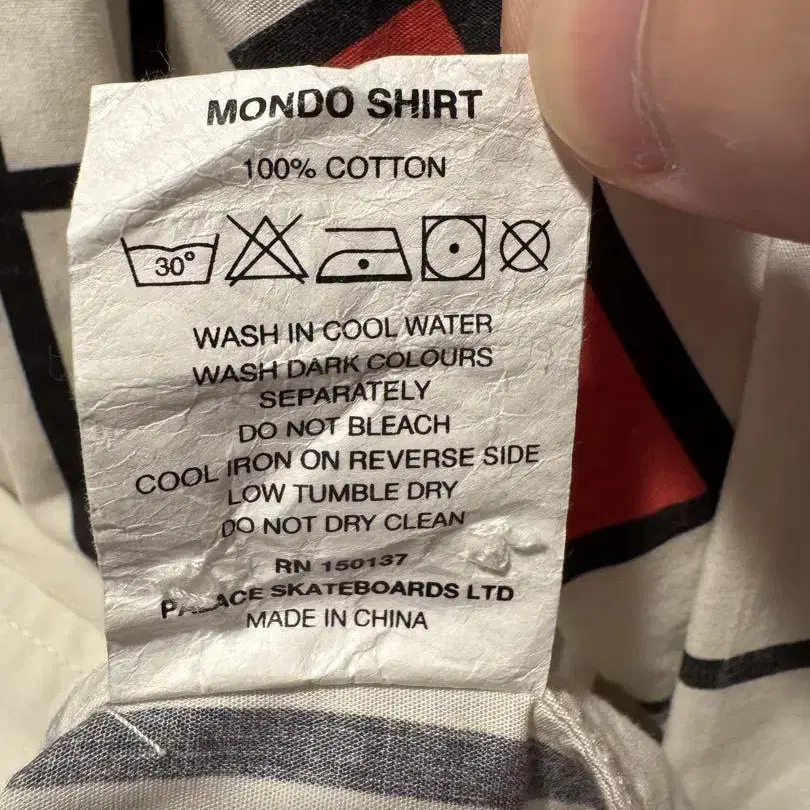 MONDO SHIRT
100% COTTON
30°
WASH IN COOL WATER
WASH DARK COLOURS
SEPARATELY
DO NOT BLEACH
COOL IRON ON REVERSE SIDE
LOW TUMBLE DRY
DO NOT DRY CLEAN
RN 150137
PALACE SKATEBOARDS LTD
MADE IN CHINA